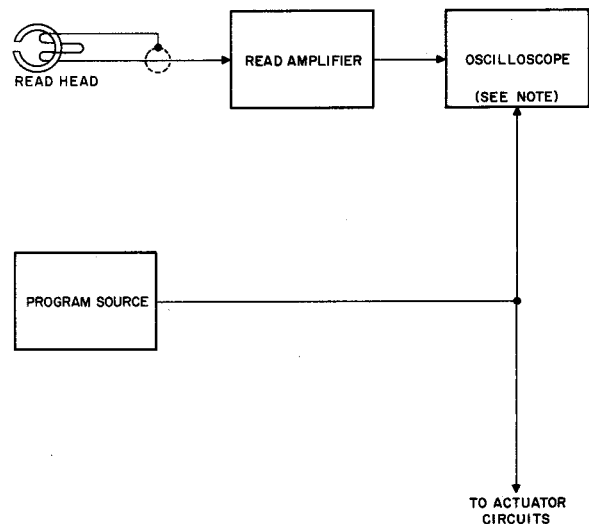 READ HEAD
READ AMPLIFIER
OSCILLOSCOPE
(SEE NOTE)
PROGRAM SOURCE
TO ACTUATOR
CIRCUITS